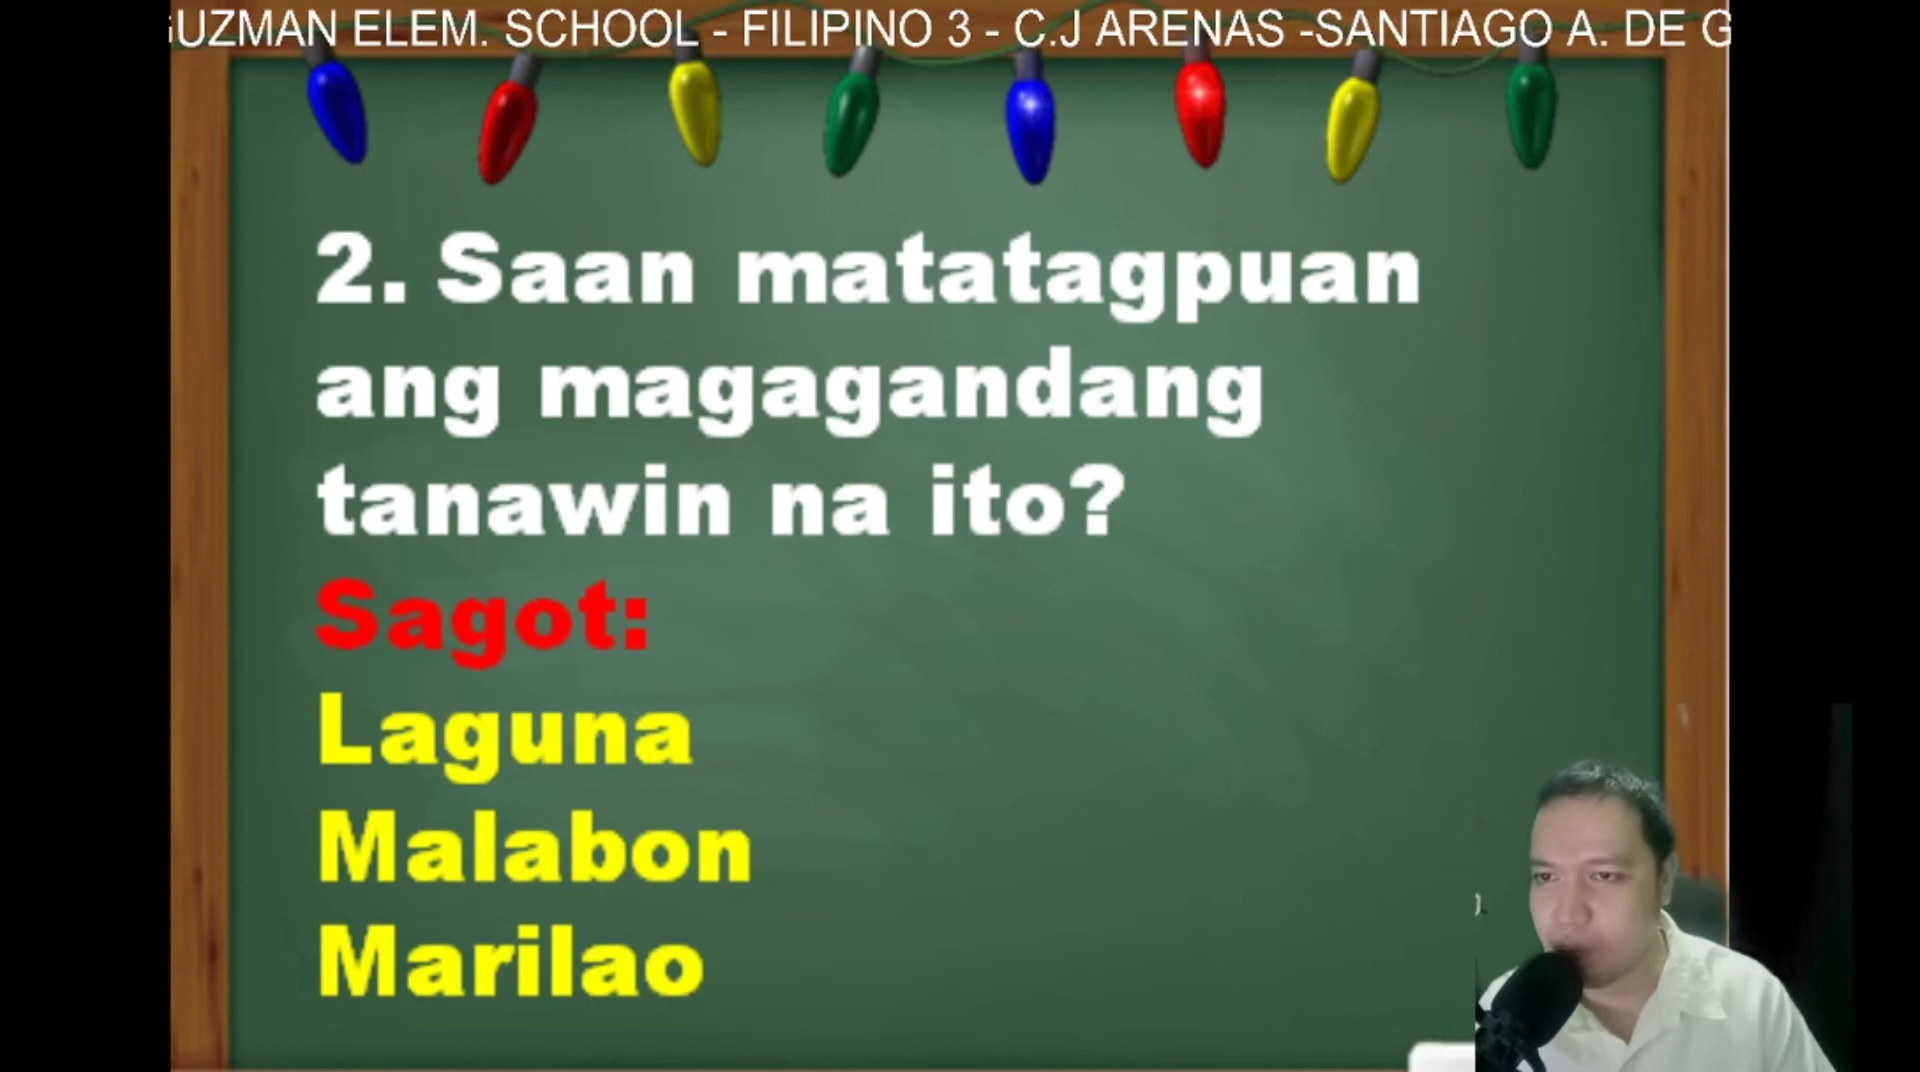 UZMAN ELEM. SCHOOL - FILIPINO 3 - C.J ARENAS -SANTIAGO A. DE G
2. Saan matatagpuan
ang magagandang
tanawin na ito?
Sagot:
Laguna
Malabon
Marilao